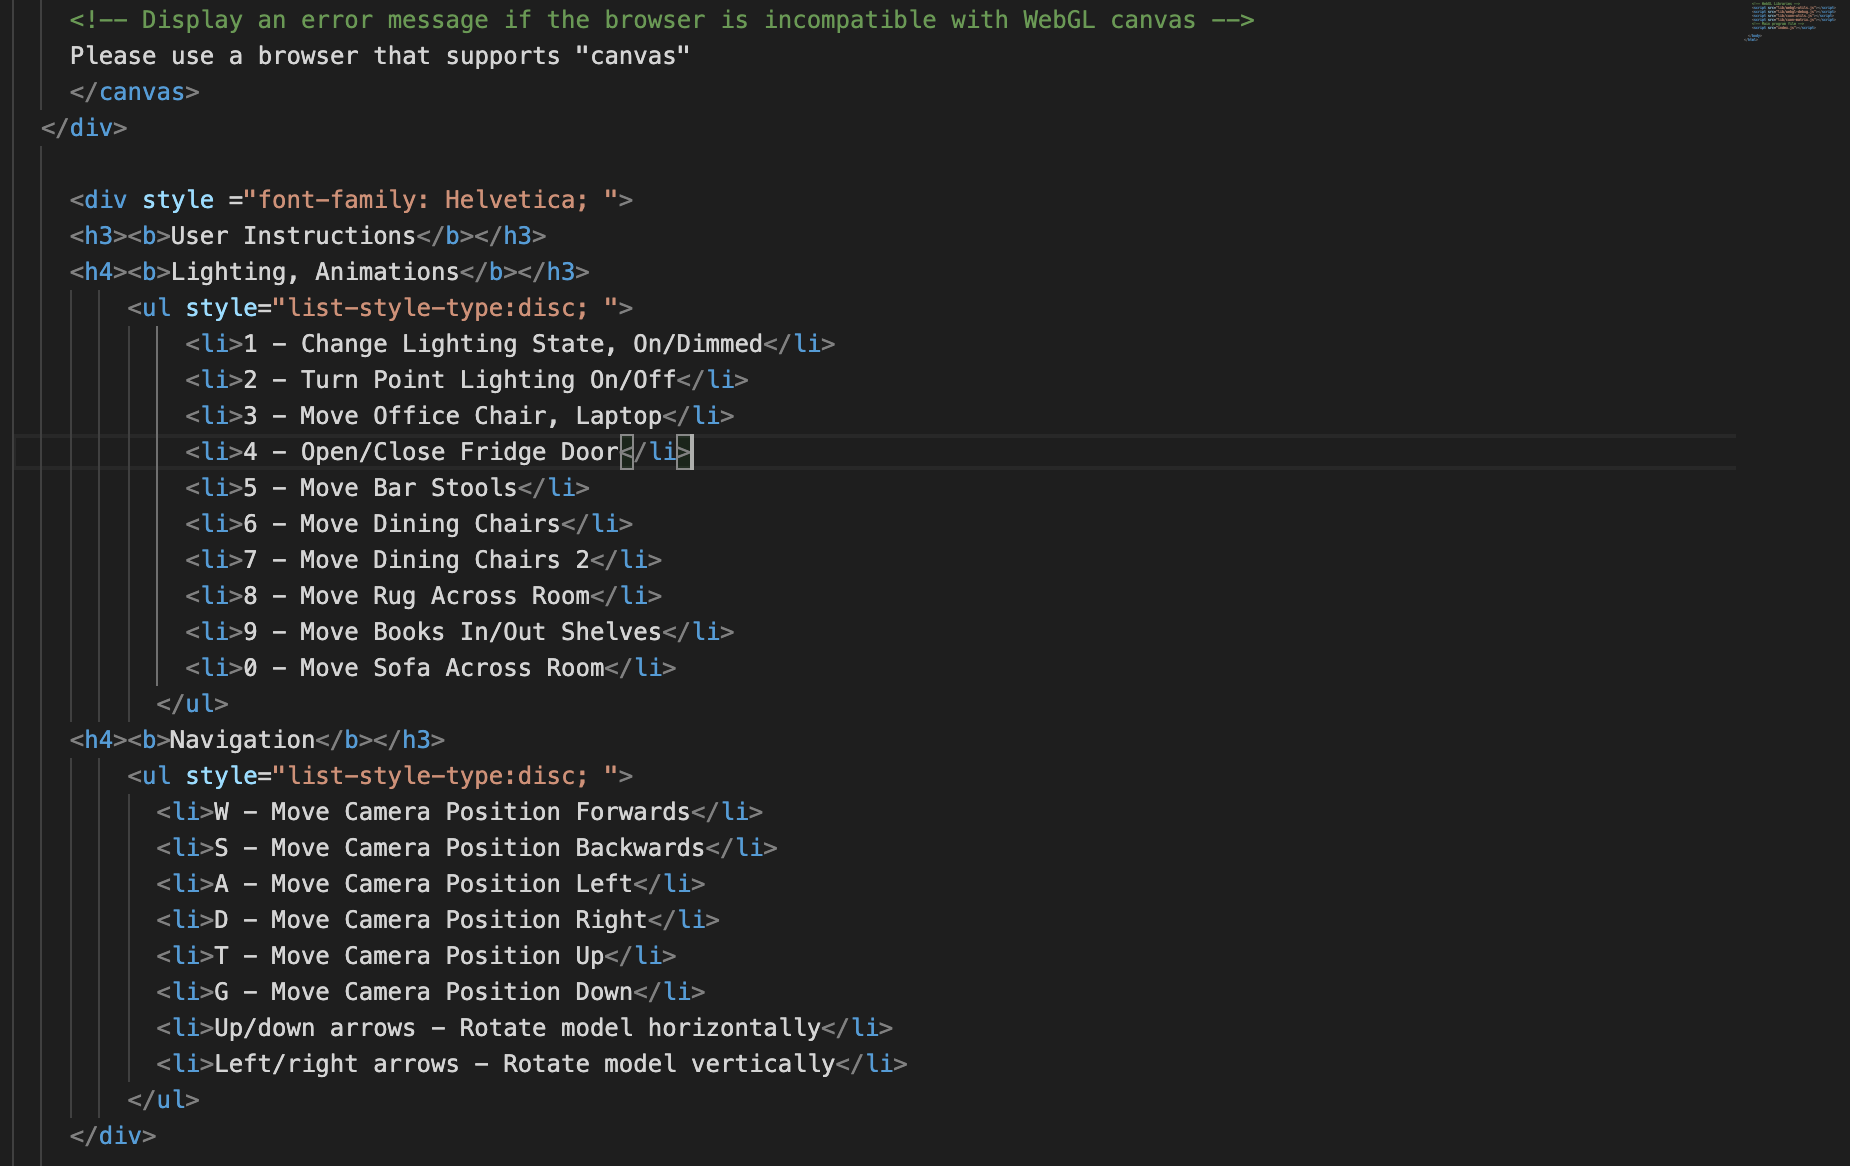 <!-- Display an error message if the browser is incompatible with WebGL canvas -->
Please use a browser that supports "canvas"
</canvas>
</div>
<div style ="font-family: Helvetica; ">
<h3><b>User Instructions</b></h3>
<h4><b>Lighting, Animations</b></h3>
<ul style="list-style-type:disc; ">
<li>1 - Change Lighting State, On/Dimmed</li>
<li>2 - Turn Point Lighting On/Off</li>
<li>3 - Move Office Chair, Laptop</li>
<li>4 - Open/Close Fridge Door</li>
<li>5 - Move Bar Stools</li>
<li>6 - Move Dining Chairs</li>
<li>7 - Move Dining Chairs 2</li>
<li>8 - Move Rug Across Room</li>
<li>9 - Move Books In/Out Shelves</li>
<li>0 - Move Sofa Across Room</li>
</ul>
<h4><b>Navigation</b></h3>
<ul style="list-style-type:disc; ">
<li>W - Move Camera Position Forwards</li>
<li>S - Move Camera Position Backwards</li>
<li>A - Move Camera Position Left</li>
<li>D - Move Camera Position Right</li>
<li>T - Move Camera Position Up</li>
<li>G - Move Camera Position Down</li>
<li>Up/down arrows - Rotate model horizontally</li>
<li>Left/right arrows - Rotate model vertically</li>
</ul>
</div>